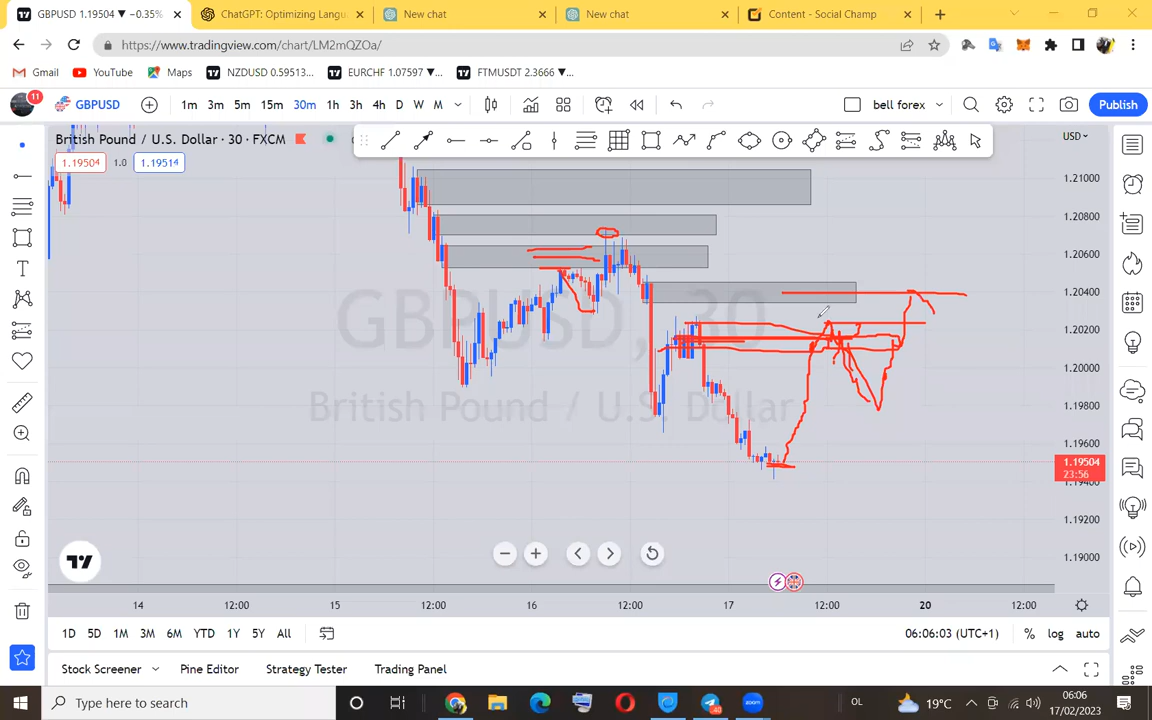 GBPUSD 1.19504 ▼ −0.35%
ChatGPT: Optimizing Langu
New chat
New chat
Content - Social Champ
https://www.tradingview.com/chart/LM2mQZOa/
Gmail
YouTube
Maps
NZDUSD 0.59513...
EURCHF 1.07597 ▼...
FTMUSDT 2.3666 ▼...
11
GBPUSD
1m 3m 5m 15m 30m 1h 3h 4h D W M
bell forex
Publish
British Pound / U.S. Dollar · 30 · FXCM
USD
1.19504
1.0
1.19514
GBPUSD, 30
British Pound / U.S. Dollar
1.21000
1.20800
1.20600
1.20400
1.20200
1.20000
1.19800
1.19600
1.19504
23:56
1.19400
1.19200
1.19000
14 12:00 15 12:00 16 12:00 17 12:00 20 12:00
1D 5D 1M 3M 6M YTD 1Y 5Y All
06:06:03 (UTC+1)
% log auto
Stock Screener
Pine Editor
Strategy Tester
Trading Panel
Type here to search
OL
19°C
06:06
17/02/2023